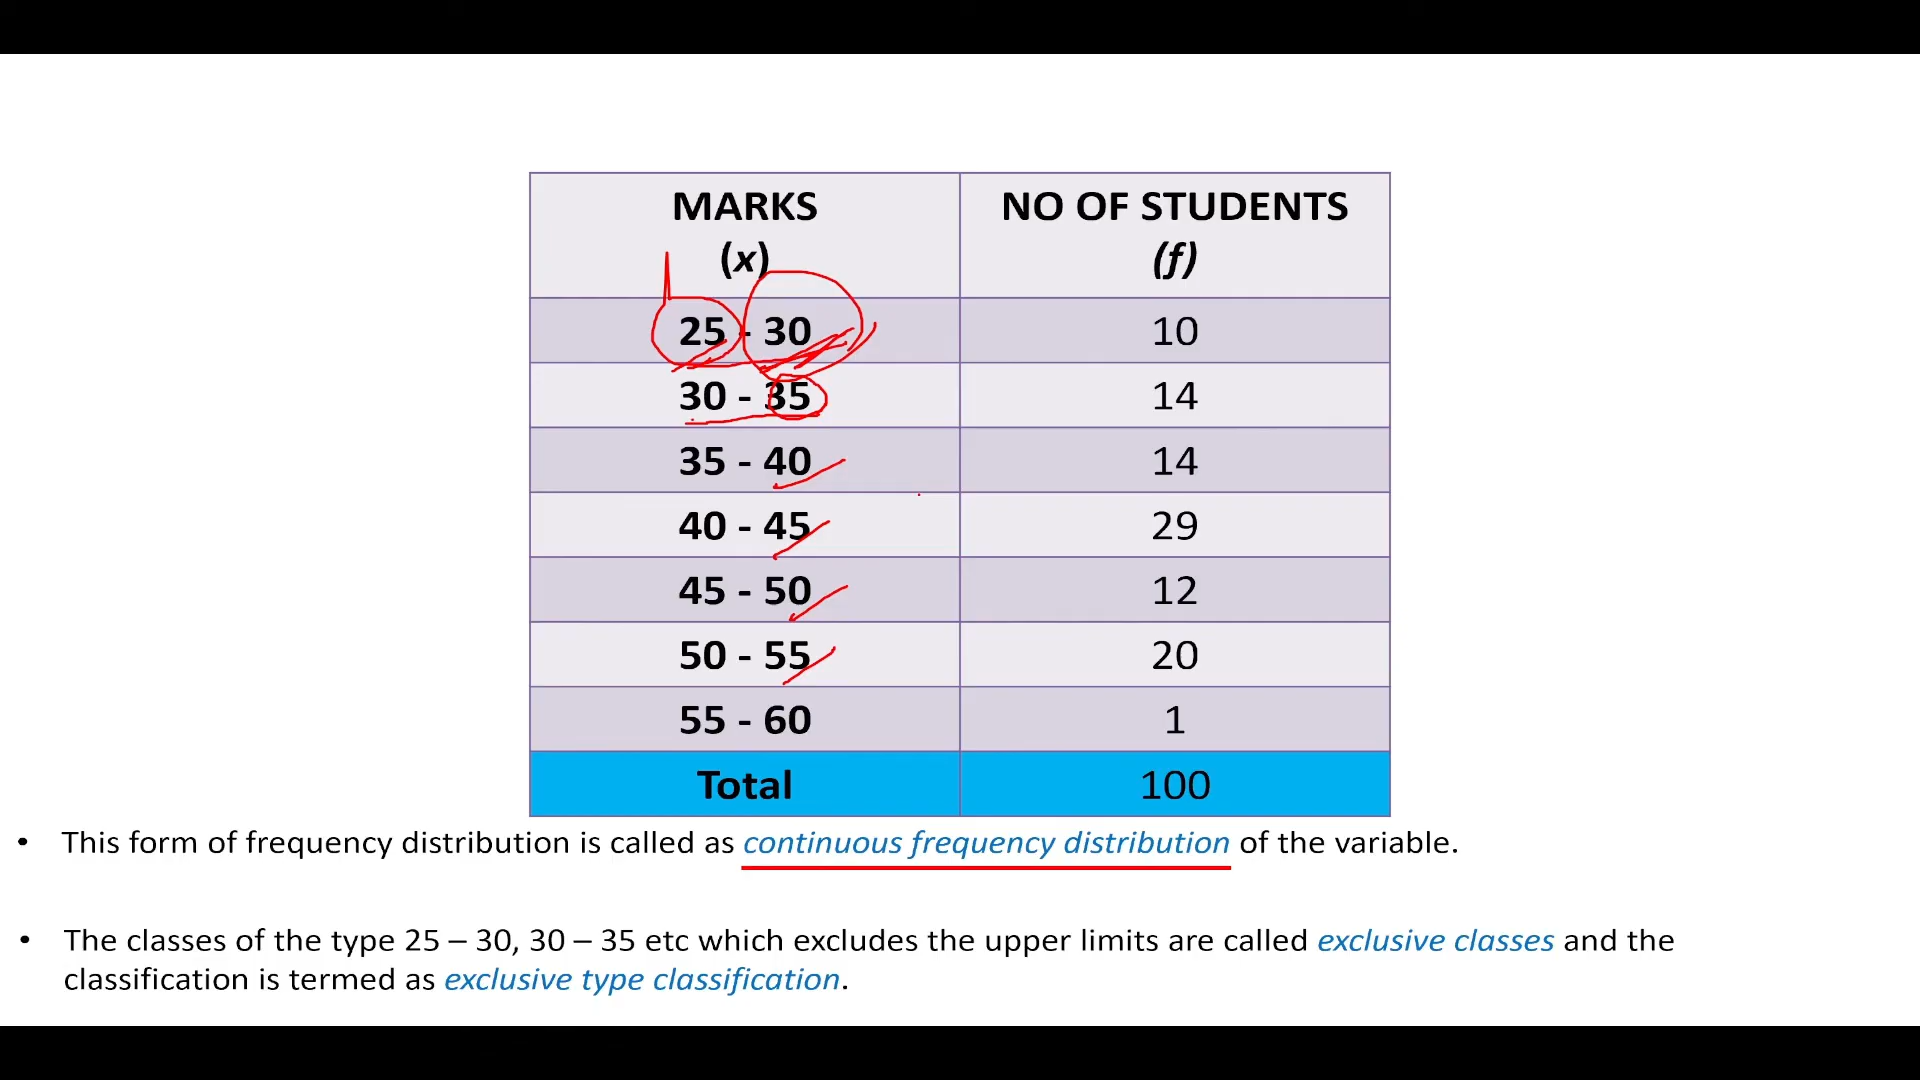 MARKS
(x)
NO OF STUDENTS
(f)
25 - 30 10
30 - 35 14
35 - 40 14
40 - 45 29
45 - 50 12
50 - 55 20
55 - 60 1
Total 100
• This form of frequency distribution is called as continuous frequency distribution of the variable.
• The classes of the type 25 – 30, 30 – 35 etc which excludes the upper limits are called exclusive classes and the
classification is termed as exclusive type classification.